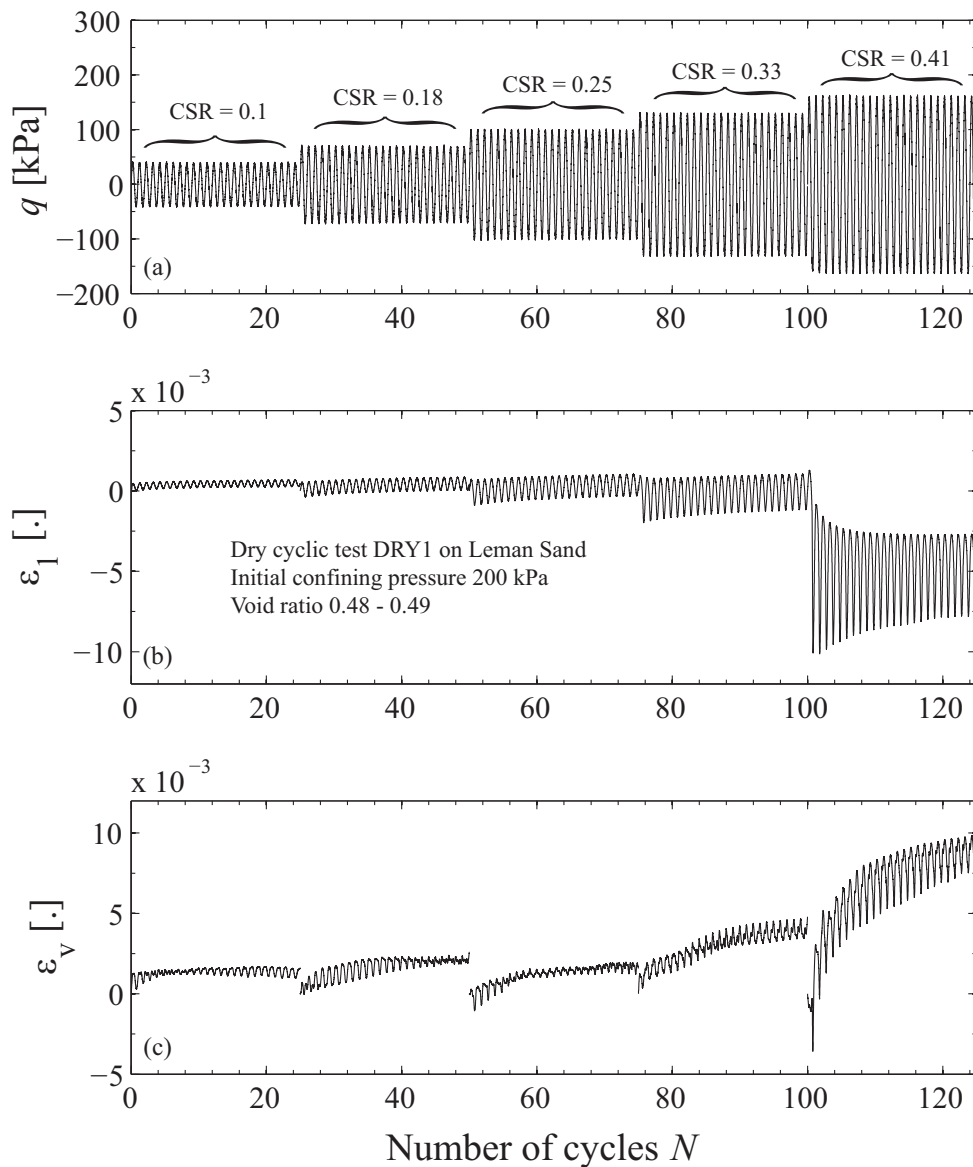 300
200
100
0
−100
−200
q [kPa]
CSR = 0.1
CSR = 0.18
CSR = 0.25
CSR = 0.33
CSR = 0.41
(a)
0 20 40 60 80 100 120
x 10⁻³
5
0
−5
−10
ε₁ [.]
Dry cyclic test DRY1 on Leman Sand
Initial confining pressure 200 kPa
Void ratio 0.48 - 0.49
(b)
0 20 40 60 80 100 120
x 10⁻³
10
5
0
−5
εᵥ [.]
(c)
0 20 40 60 80 100 120
Number of cycles N